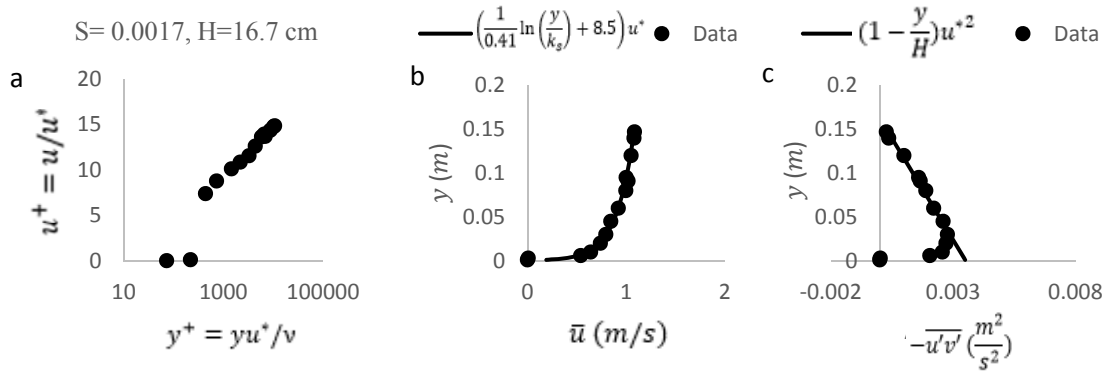 S= 0.0017, H=16.7 cm
(1/0.41 ln(y/kₛ) + 8.5) u* Data
(1 − y/H)u*² Data
a
20
15
10
5
0
10 1000 100000
u⁺ = u/u*
y⁺ = yu*/ν
b
0.2
0.15
0.1
0.05
0
0 1 2
y (m)
u̅ (m/s)
c
0.2
0.15
0.1
0.05
0
-0.002 0.003 0.008
y (m)
−u′v′̅ (m²/s²)